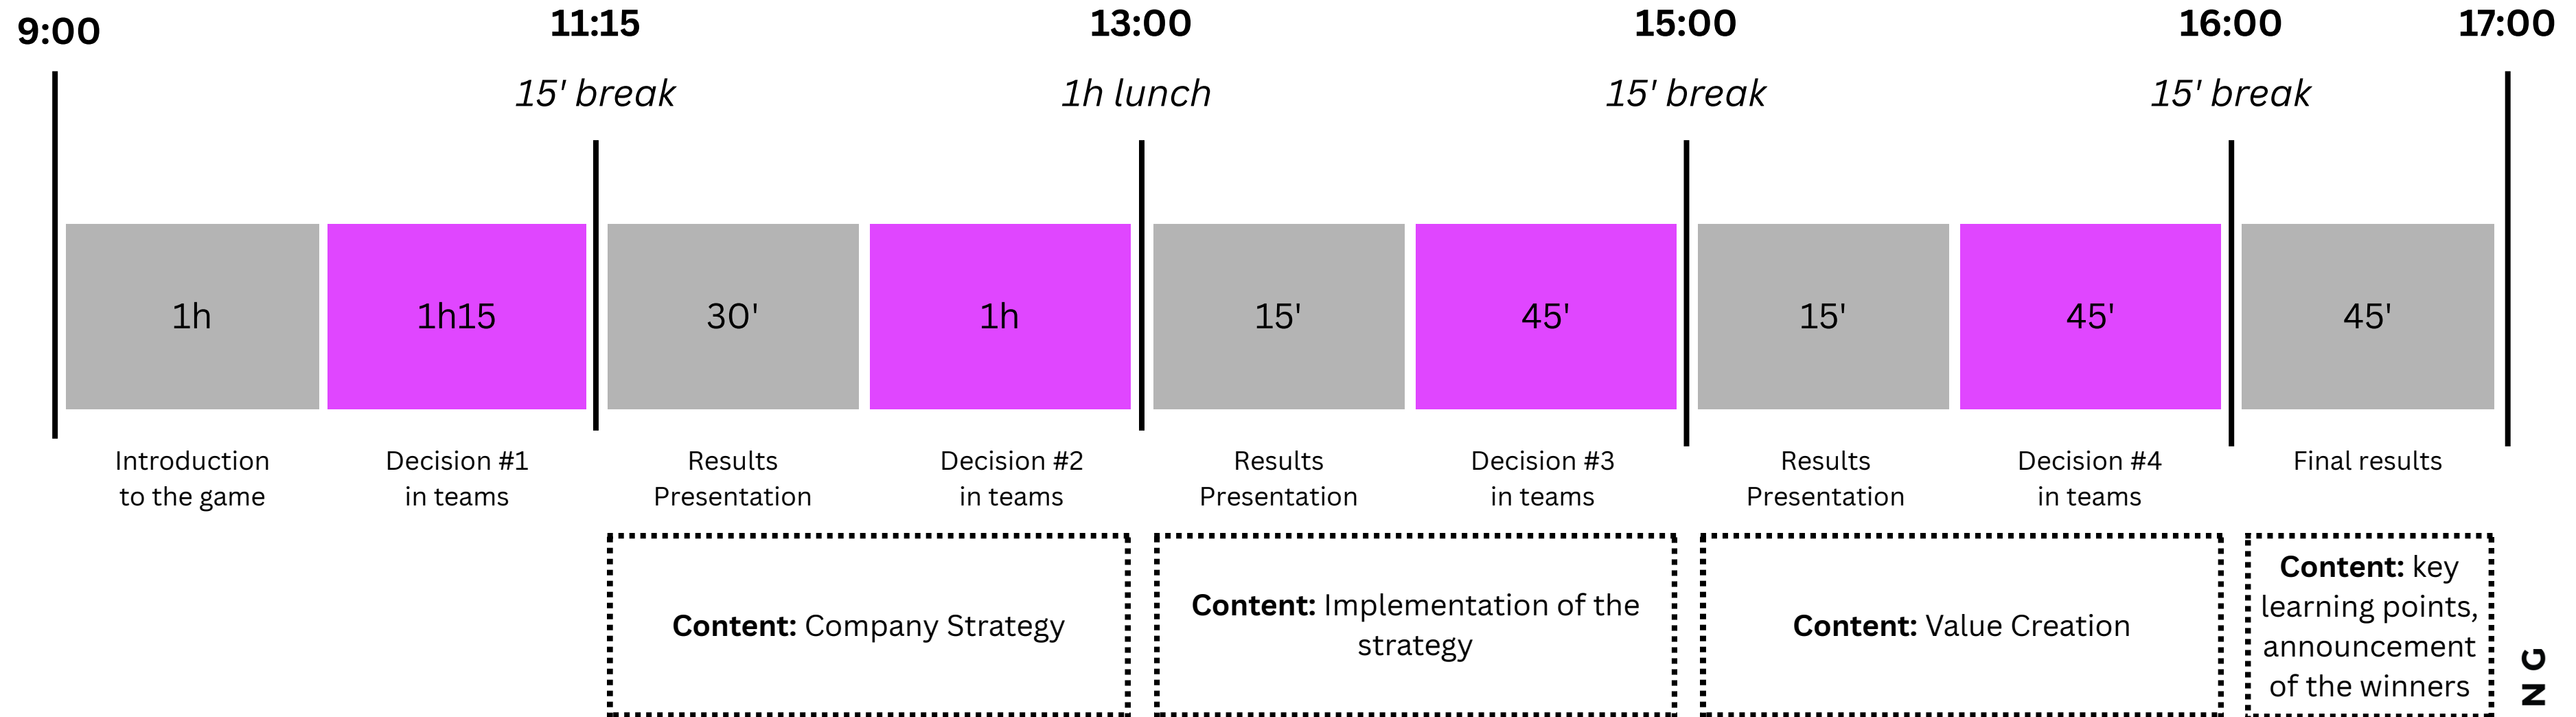 9:00
11:15
13:00
15:00
16:00
17:00
15' break
1h lunch
15' break
15' break
1h
1h15
30'
1h
15'
45'
15'
45'
45'
Introduction
to the game
Decision #1
in teams
Results
Presentation
Decision #2
in teams
Results
Presentation
Decision #3
in teams
Results
Presentation
Decision #4
in teams
Final results
Content: Company Strategy
Content: Implementation of the
strategy
Content: Value Creation
Content: key
learning points,
announcement
of the winners
NG